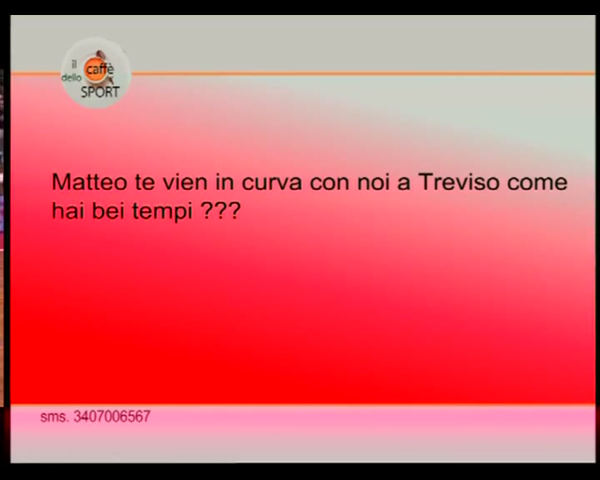 il
caffè
dello
SPORT
Matteo te vien in curva con noi a Treviso come
hai bei tempi ???
sms. 3407006567